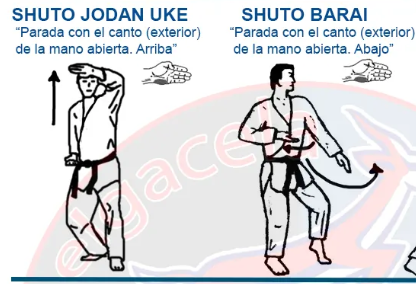 SHUTO JODAN UKE
“Parada con el canto (exterior)
de la mano abierta. Arriba”
SHUTO BARAI
“Parada con el canto (exterior)
de la mano abierta. Abajo”
elgacela